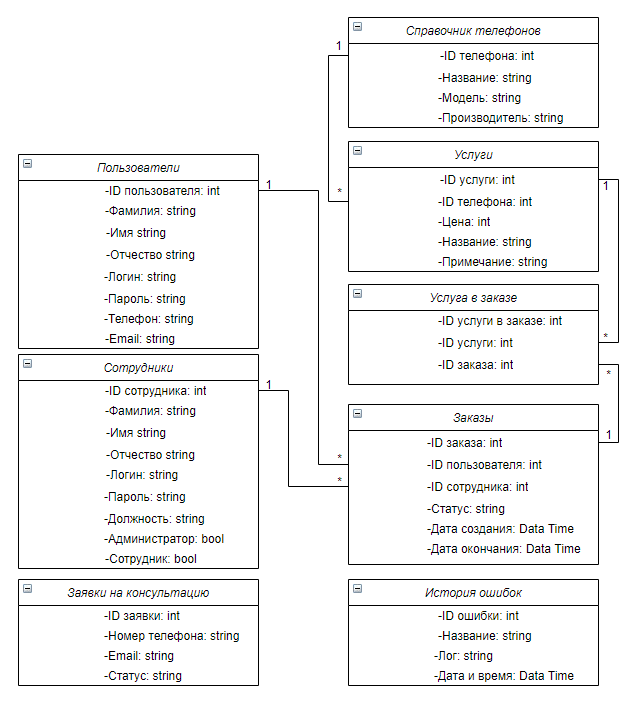 Справочник телефонов
-ID телефона: int
-Название: string
-Модель: string
-Производитель: string
1
*
Услуги
-ID услуги: int
-ID телефона: int
-Цена: int
-Название: string
-Примечание: string
1
*
Пользователи
-ID пользователя: int
-Фамилия: string
-Имя string
-Отчество string
-Логин: string
-Пароль: string
-Телефон: string
-Email: string
1
*
Услуга в заказе
-ID услуги в заказе: int
-ID услуги: int
-ID заказа: int
*
1
Сотрудники
-ID сотрудника: int
-Фамилия: string
-Имя string
-Отчество string
-Логин: string
-Пароль: string
-Должность: string
-Администратор: bool
-Сотрудник: bool
1
*
Заказы
-ID заказа: int
-ID пользователя: int
-ID сотрудника: int
-Статус: string
-Дата создания: Data Time
-Дата окончания: Data Time
Заявки на консультацию
-ID заявки: int
-Номер телефона: string
-Email: string
-Статус: string
История ошибок
-ID ошибки: int
-Название: string
-Лог: string
-Дата и время: Data Time